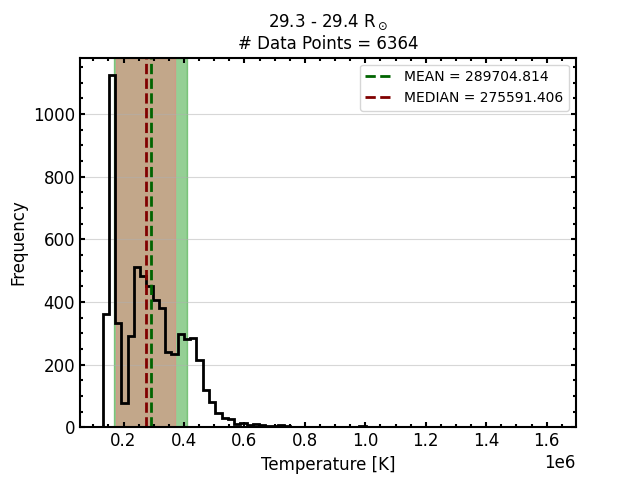 29.3 - 29.4 R⊙
# Data Points = 6364
MEAN = 289704.814
MEDIAN = 275591.406
1000
800
600
400
200
0
Frequency
0.2 0.4 0.6 0.8 1.0 1.2 1.4 1.6
1e6
Temperature [K]